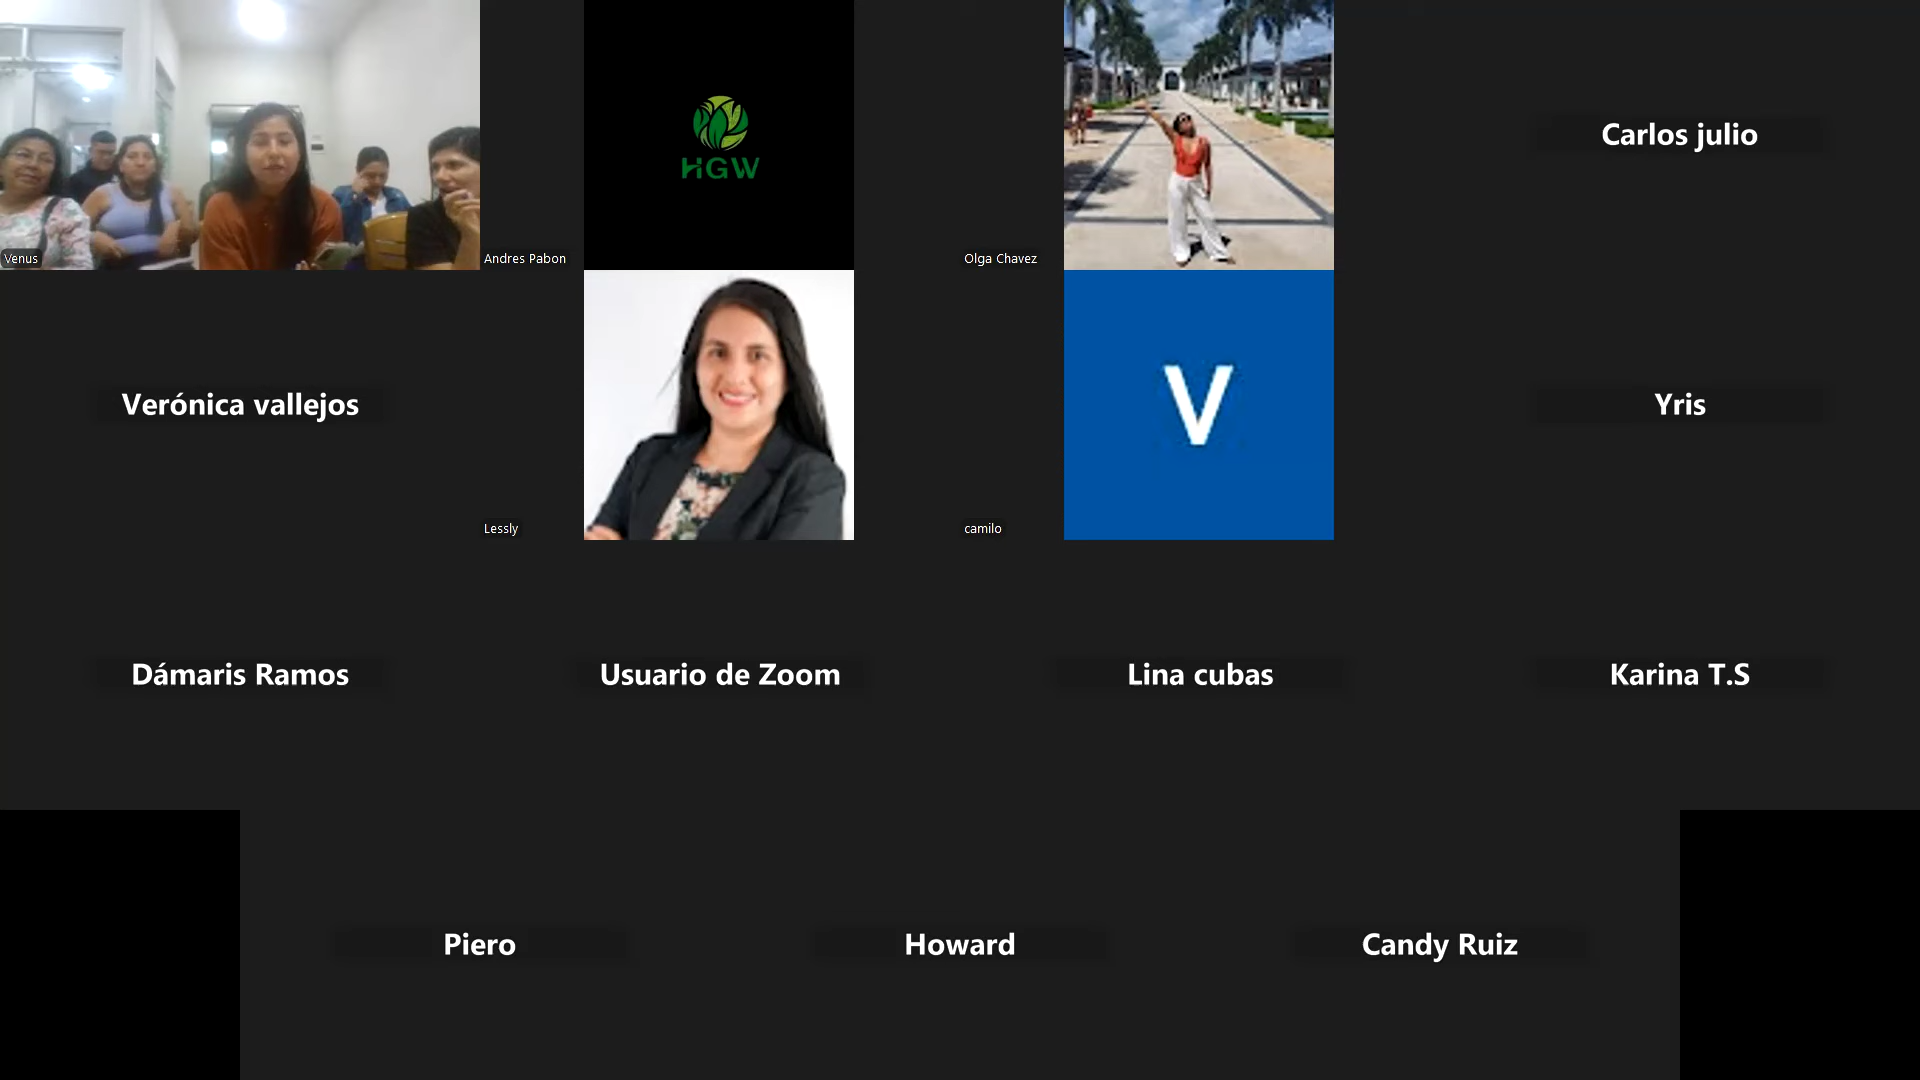 HGW
Carlos julio
Venus
Andres Pabon
Olga Chavez
Verónica vallejos
V
Yris
Lessly
camilo
Dámaris Ramos
Usuario de Zoom
Lina cubas
Karina T.S
Piero
Howard
Candy Ruiz